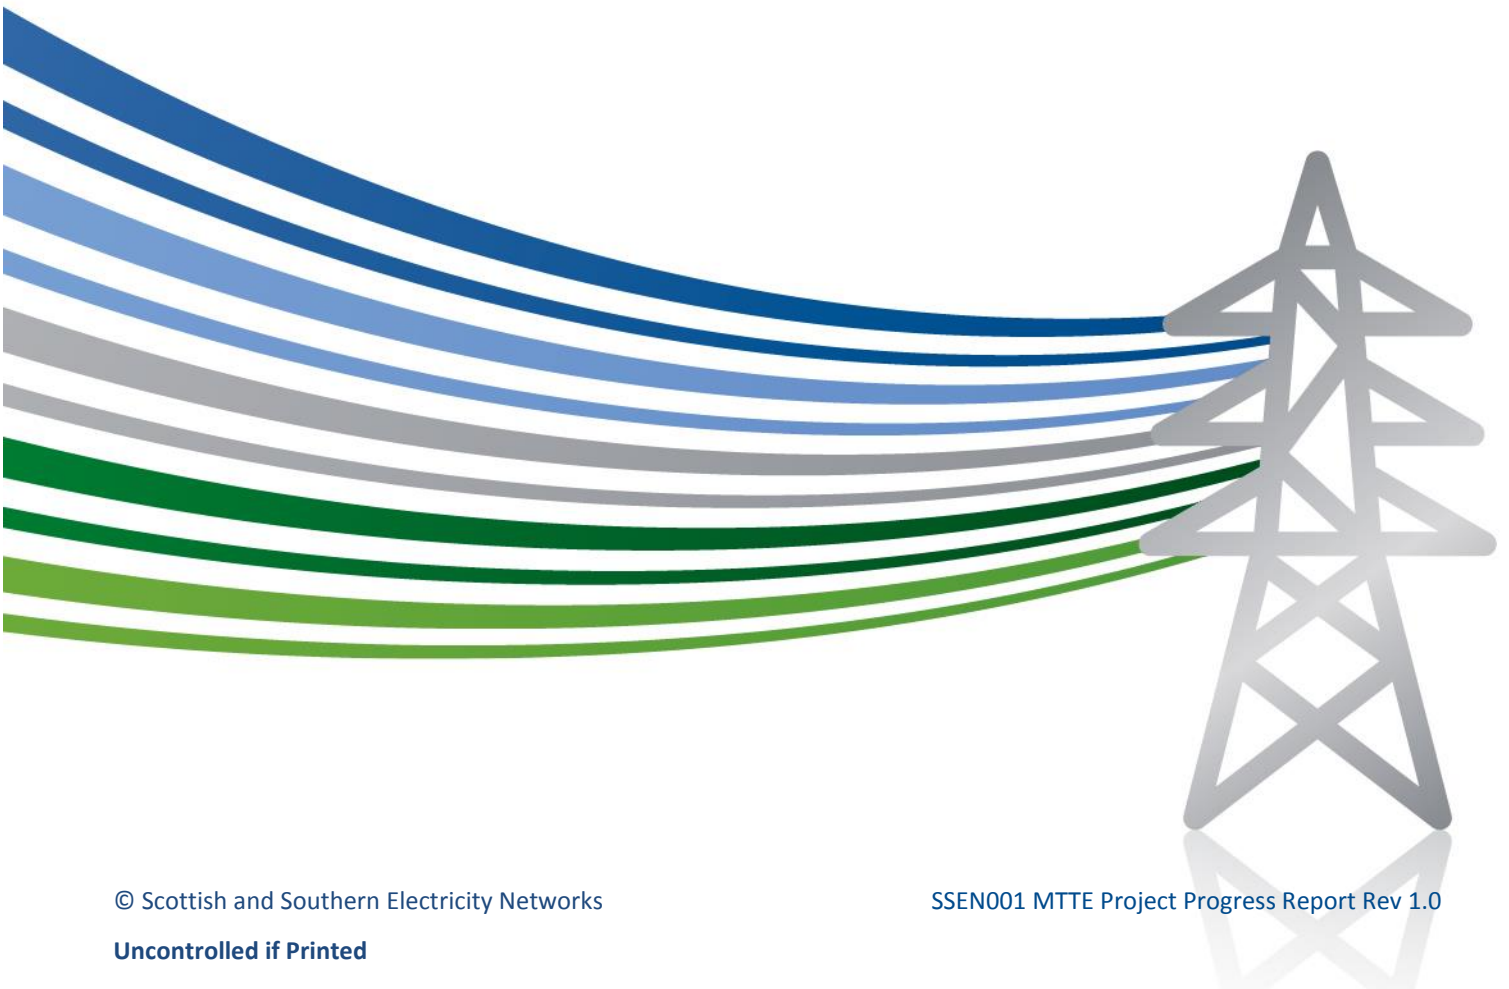 © Scottish and Southern Electricity Networks
SSEN001 MTTE Project Progress Report Rev 1.0
Uncontrolled if Printed